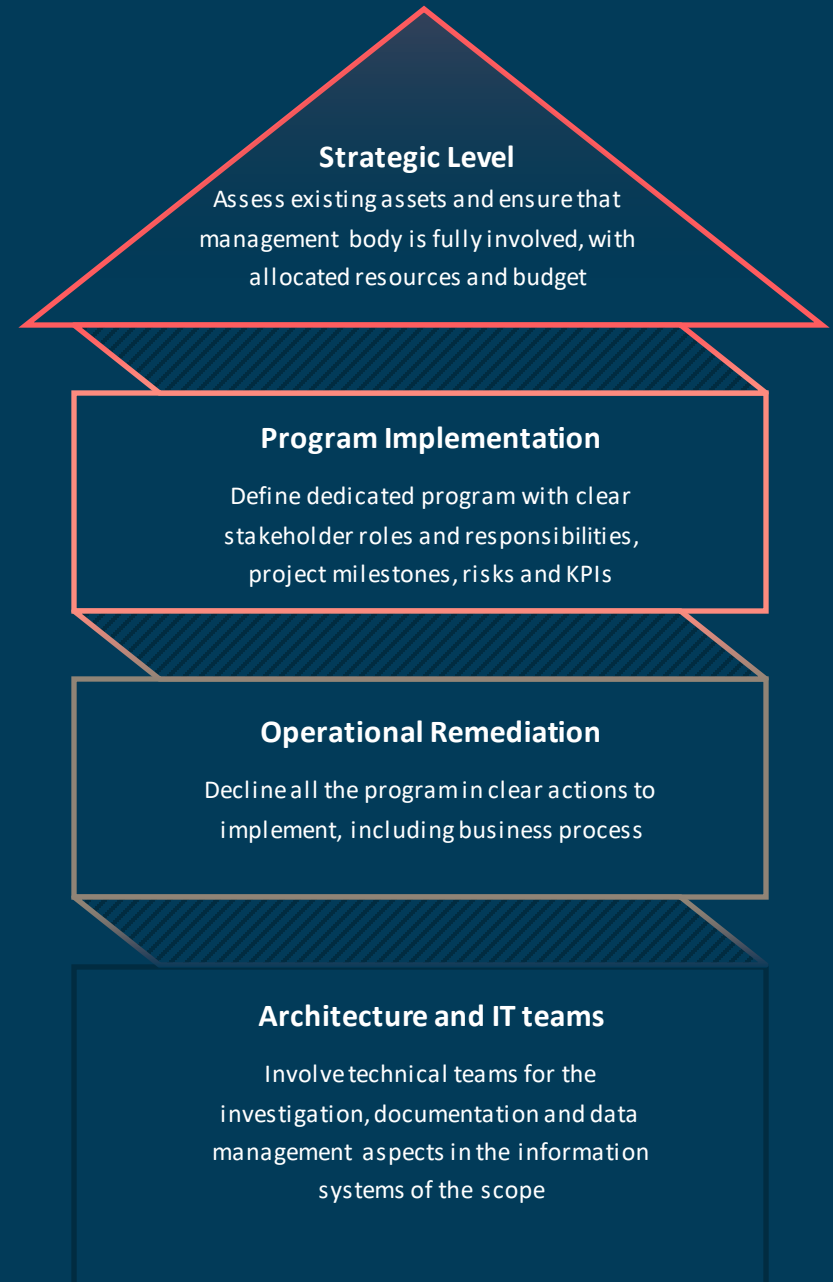 Strategic Level
Assess existing assets and ensure that
management body is fully involved, with
allocated resources and budget
Program Implementation
Define dedicated program with clear
stakeholder roles and responsibilities,
project milestones, risks and KPIs
Operational Remediation
Decline all the program in clear actions to
implement, including business process
Architecture and IT teams
Involve technical teams for the
investigation, documentation and data
management aspects in the information
systems of the scope